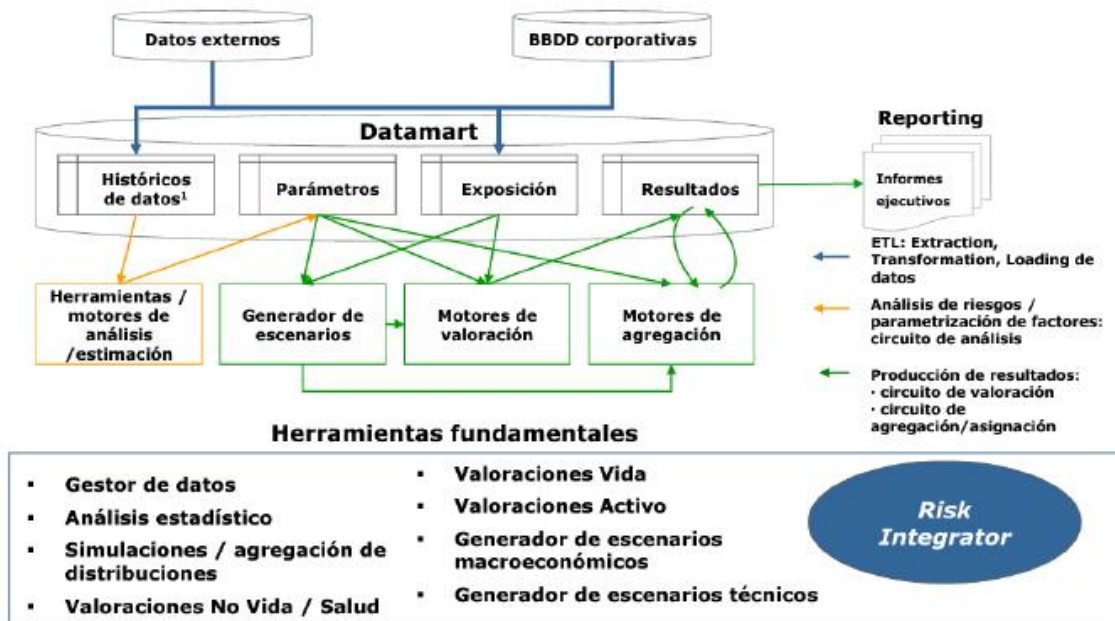 Datos externos
BBDD corporativas
Datamart
Históricos
de datos¹
Parámetros
Exposición
Resultados
Reporting
Informes
ejecutivos
Herramientas /
motores de
análisis
/estimación
Generador de
escenarios
Motores de
valoración
Motores de
agregación
ETL: Extraction,
Transformation, Loading de
datos
Análisis de riesgos /
parametrización de factores:
circuito de análisis
Producción de resultados:
· circuito de valoración
· circuito de
agregación/asignación
Herramientas fundamentales
▪ Gestor de datos
▪ Análisis estadístico
▪ Simulaciones / agregación de
distribuciones
▪ Valoraciones No Vida / Salud
▪ Valoraciones Vida
▪ Valoraciones Activo
▪ Generador de escenarios
macroeconómicos
▪ Generador de escenarios técnicos
Risk
Integrator